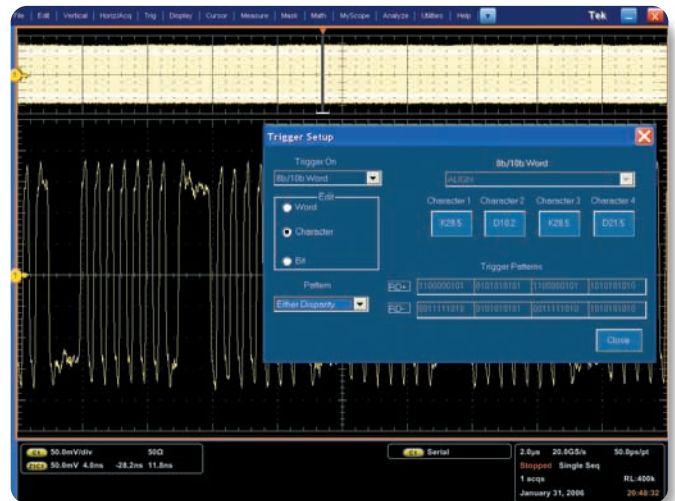 File | Edit | Vertical | Horiz/Acq | Trig | Display | Cursor | Measure | Mask | Math | MyScope | Analyze | Utilities | Help | Tek
Trigger Setup
Trigger On
8b/10b Word
8b/10b Word
ALIGN
Edit
Word
Character
Bit
Character 1 Character 2 Character 3 Character 4
K28.5 D10.2 K28.5 D21.5
Trigger Patterns
Pattern
Either Disparity
RD+ 1100000101 0101010101 1100000101 1010101010
RD- 0011111010 0101010101 0011111010 1010101010
Close
C1 50.0mV/div 50Ω
Z1C1 50.0mV 4.0ns -28.2ns 11.8ns
C1 Serial
2.0µs 20.0GS/s 50.0ps/pt
Stopped Single Seq
1 acqs RL:400k
January 31, 2006 20:48:32